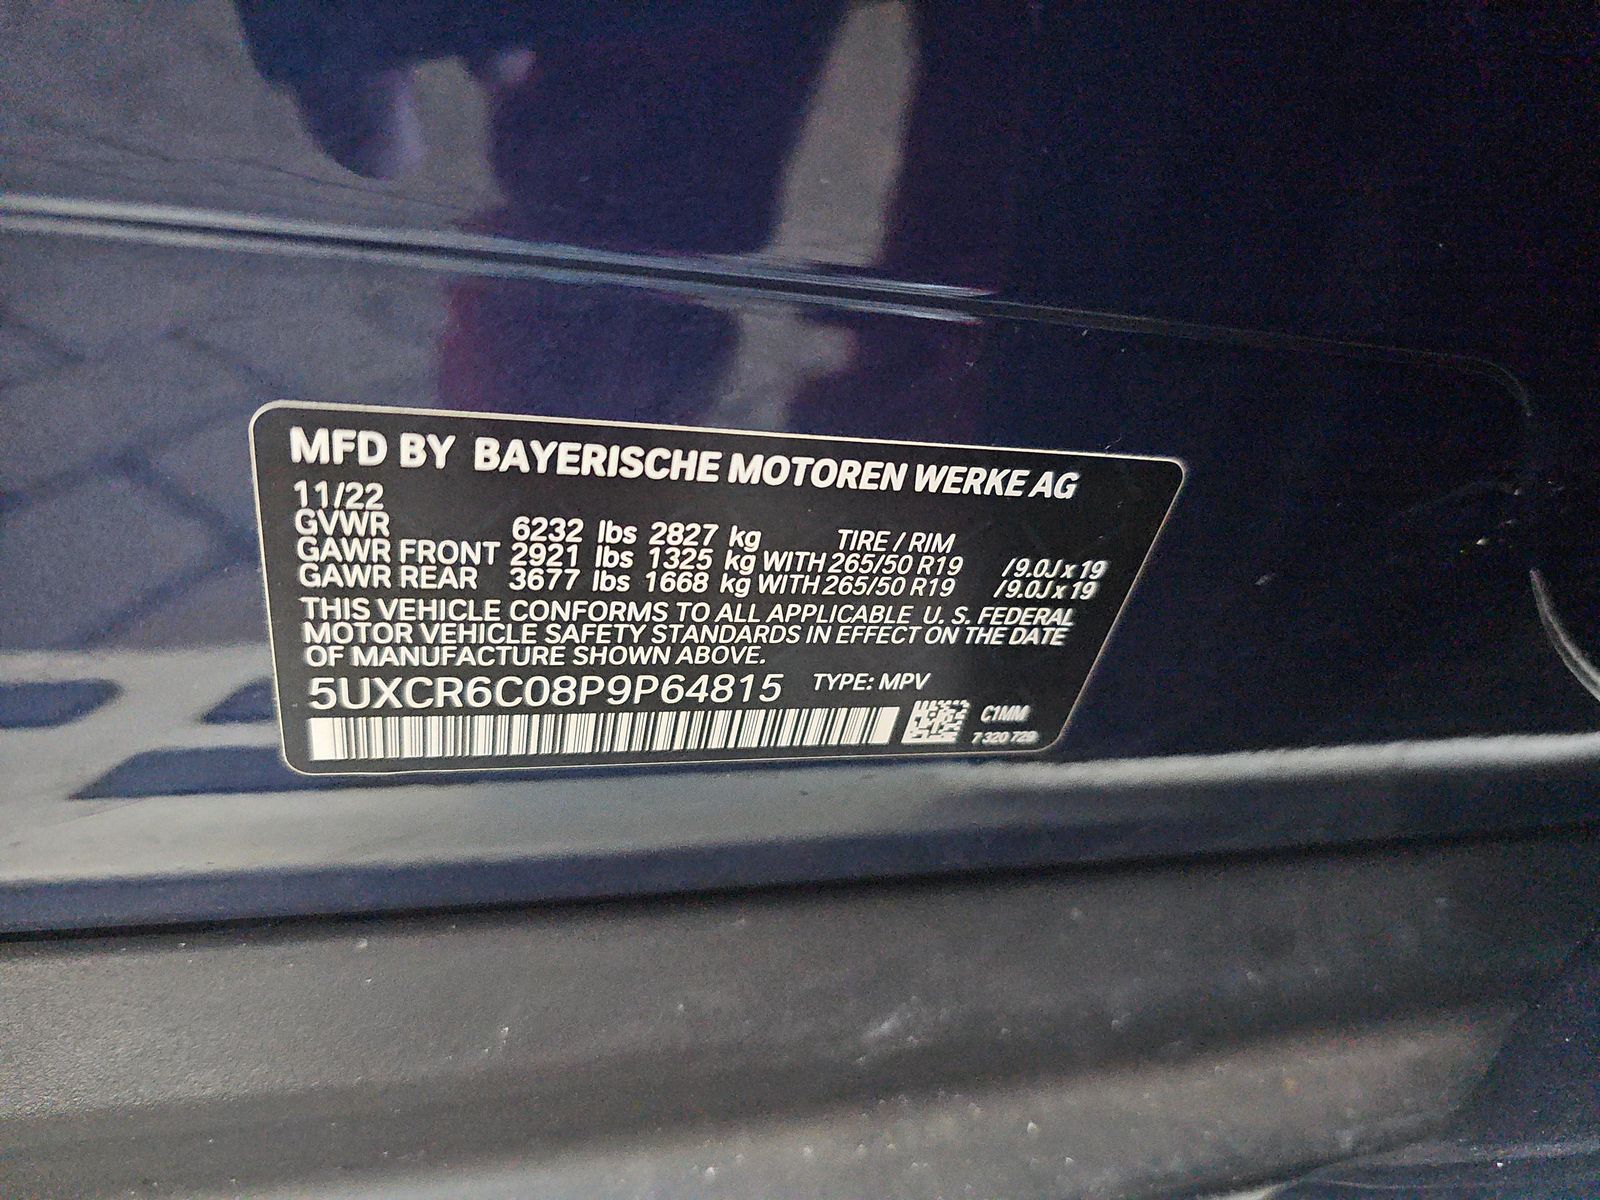 MFD BY BAYERISCHE MOTOREN WERKE AG
11/22
GVWR 6232 lbs 2827 kg TIRE / RIM
GAWR FRONT 2921 lbs 1325 kg WITH 265/50 R19 /9.0J x 19
GAWR REAR 3677 lbs 1668 kg WITH 265/50 R19 /9.0J x 19
THIS VEHICLE CONFORMS TO ALL APPLICABLE U. S. FEDERAL
MOTOR VEHICLE SAFETY STANDARDS IN EFFECT ON THE DATE
OF MANUFACTURE SHOWN ABOVE.
5UXCR6C08P9P64815 TYPE: MPV
C1MM
7 320 729